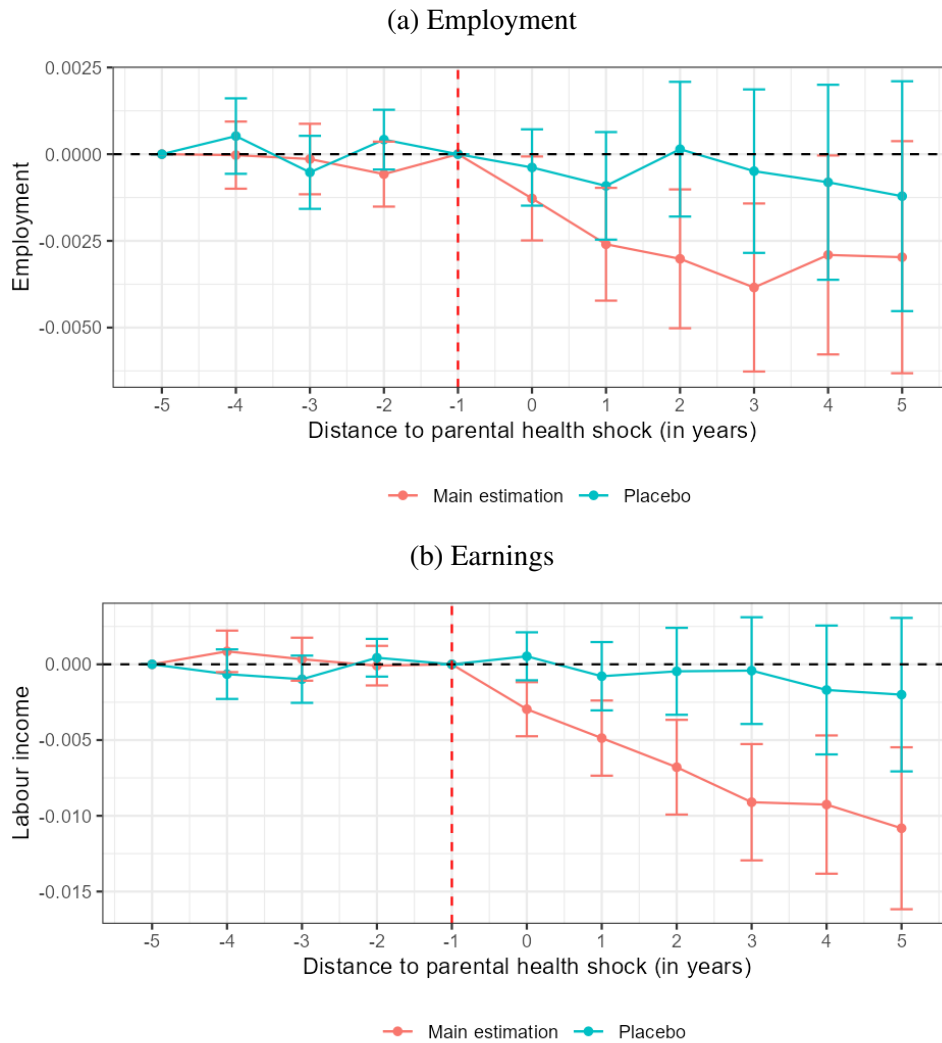 (a) Employment
0.0025
0.0000
-0.0025
-0.0050
Employment
-5 -4 -3 -2 -1 0 1 2 3 4 5
Distance to parental health shock (in years)
Main estimation Placebo
(b) Earnings
0.000
-0.005
-0.010
-0.015
Labour income
-5 -4 -3 -2 -1 0 1 2 3 4 5
Distance to parental health shock (in years)
Main estimation Placebo